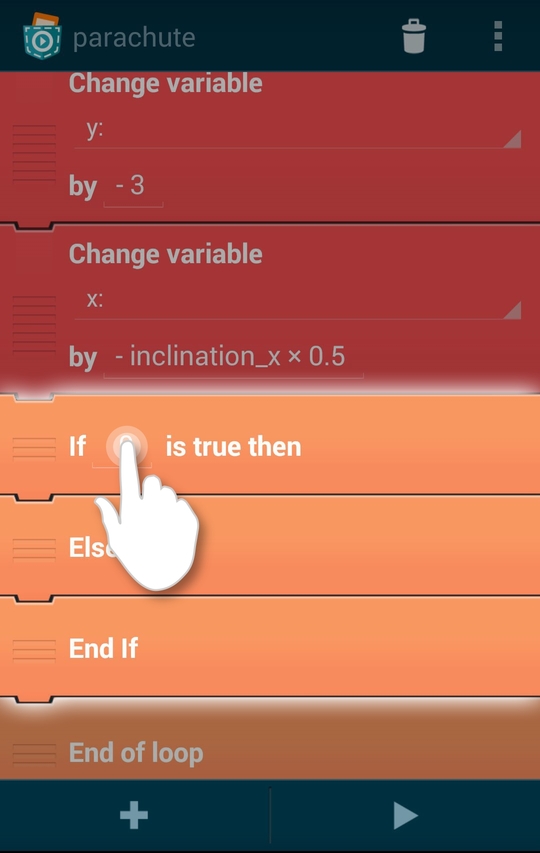 parachute
Change variable
y:
by - 3
Change variable
x:
by - inclination_x × 0.5
If is true then
Else
End If
End of loop